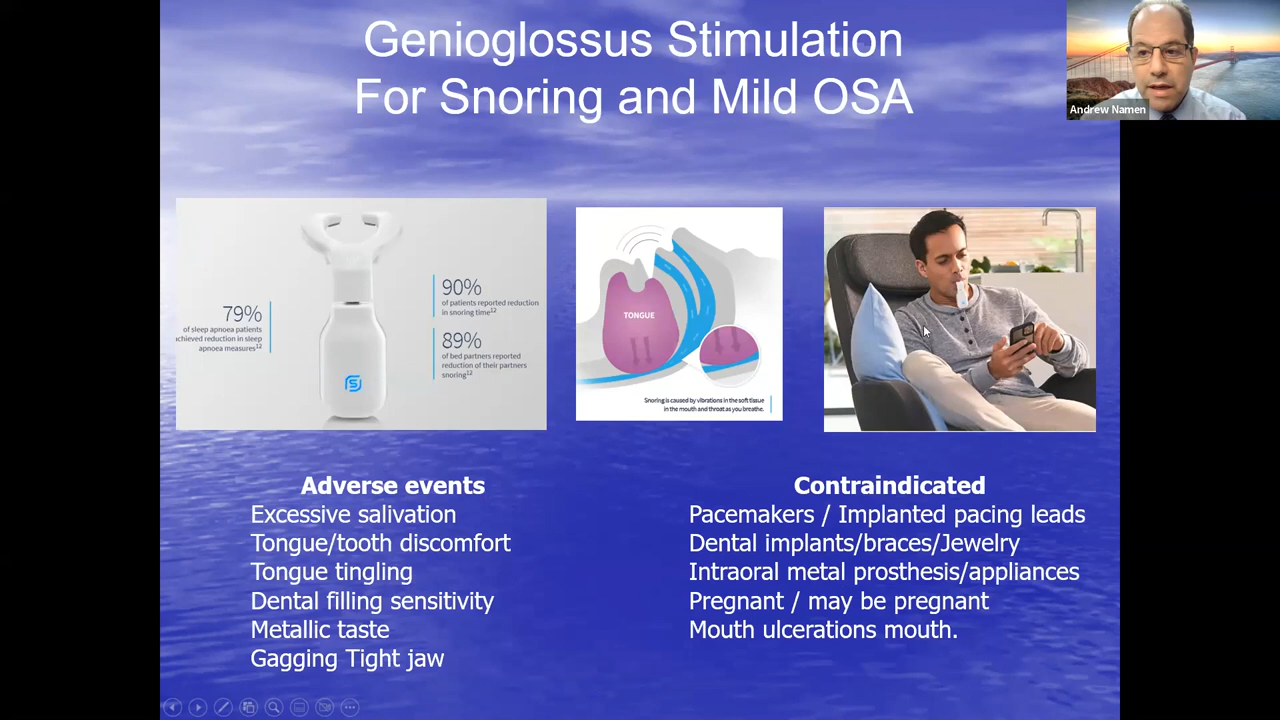 Genioglossus Stimulation
For Snoring and Mild OSA
Andrew Namen
79%
of sleep apnoea patients
achieved reduction in sleep
apnoea measures12
90%
of patients reported reduction
in snoring time12
89%
of bed partners reported
reduction of their partners
snoring12
TONGUE
Snoring is caused by vibrations in the soft tissue
in the mouth and throat as you breathe.
Adverse events
Excessive salivation
Tongue/tooth discomfort
Tongue tingling
Dental filling sensitivity
Metallic taste
Gagging Tight jaw
Contraindicated
Pacemakers / Implanted pacing leads
Dental implants/braces/Jewelry
Intraoral metal prosthesis/appliances
Pregnant / may be pregnant
Mouth ulcerations mouth.